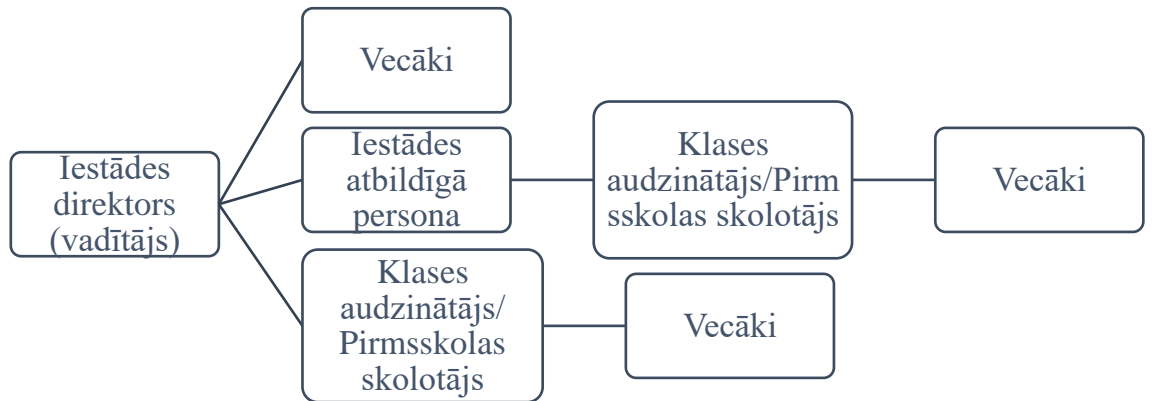 Vecāki
Iestādes
direktors
(vadītājs)
Iestādes
atbildīgā
persona
Klases
audzinātājs/Pirm
sskolas skolotājs
Vecāki
Klases
audzinātājs/
Pirmsskolas
skolotājs
Vecāki